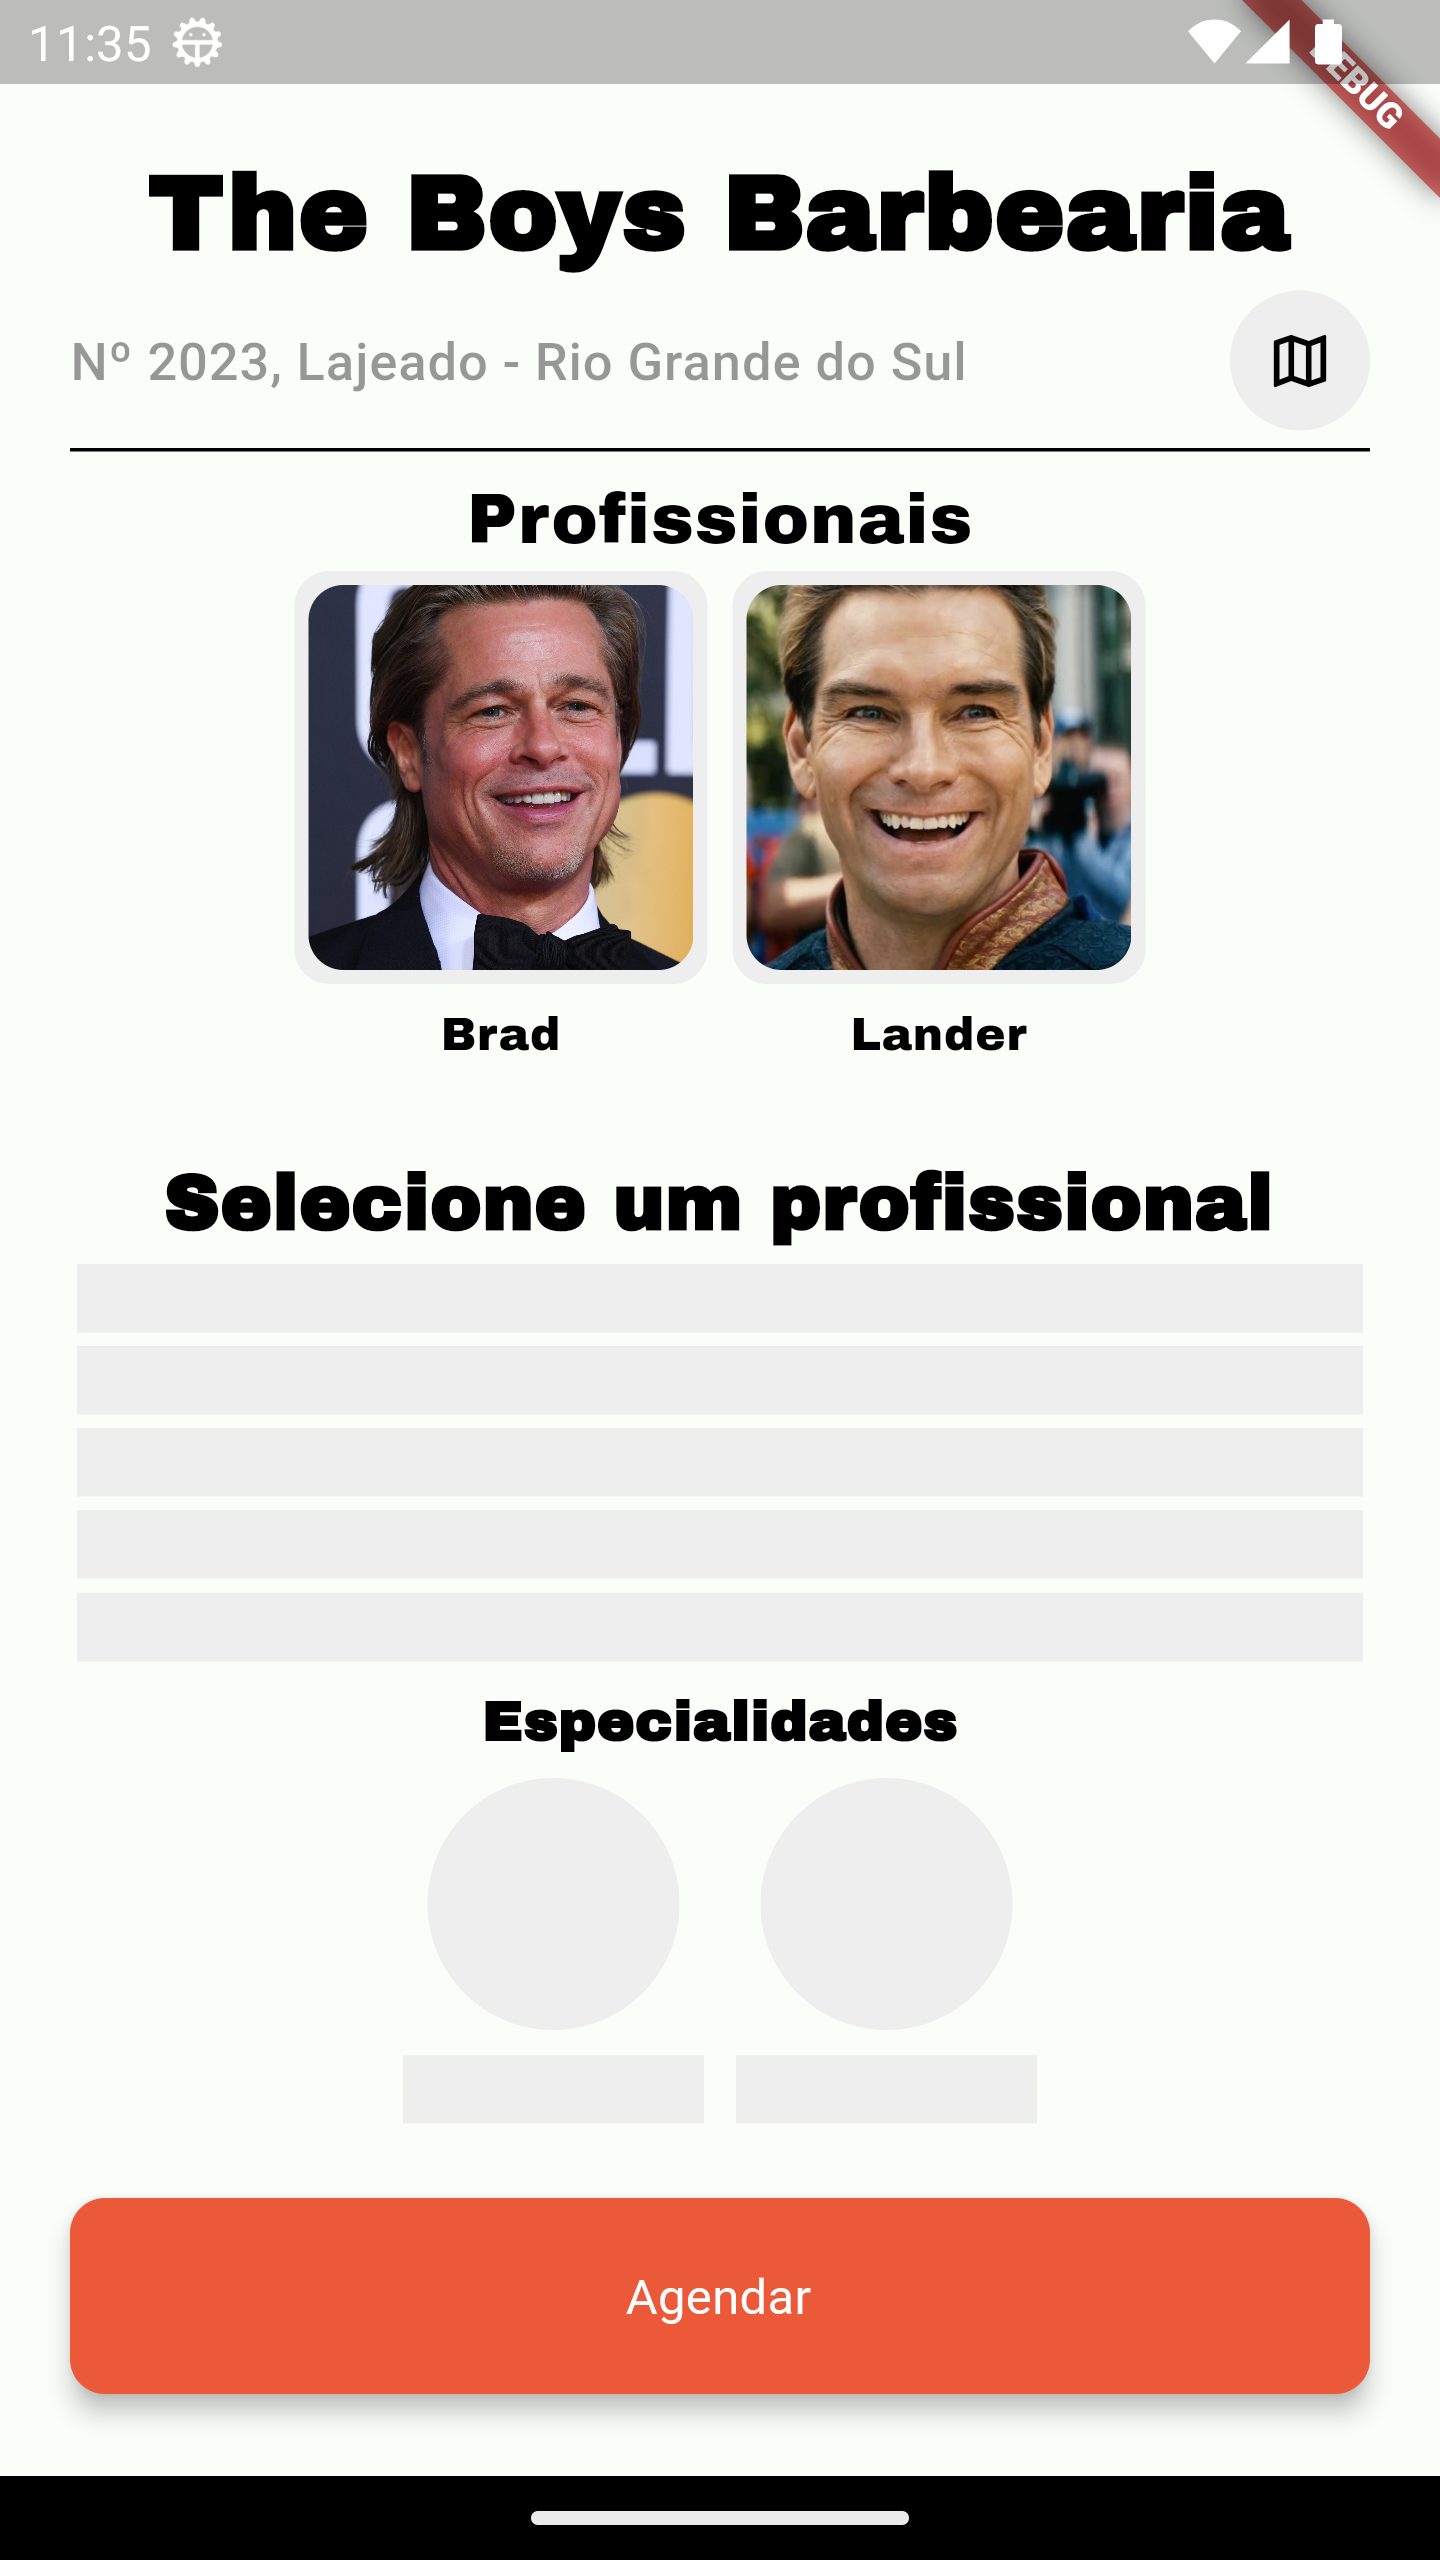 11:35
DEBUG
The Boys Barbearia
Nº 2023, Lajeado - Rio Grande do Sul
Profissionais
Brad
Lander
Selecione um profissional
Especialidades
Agendar